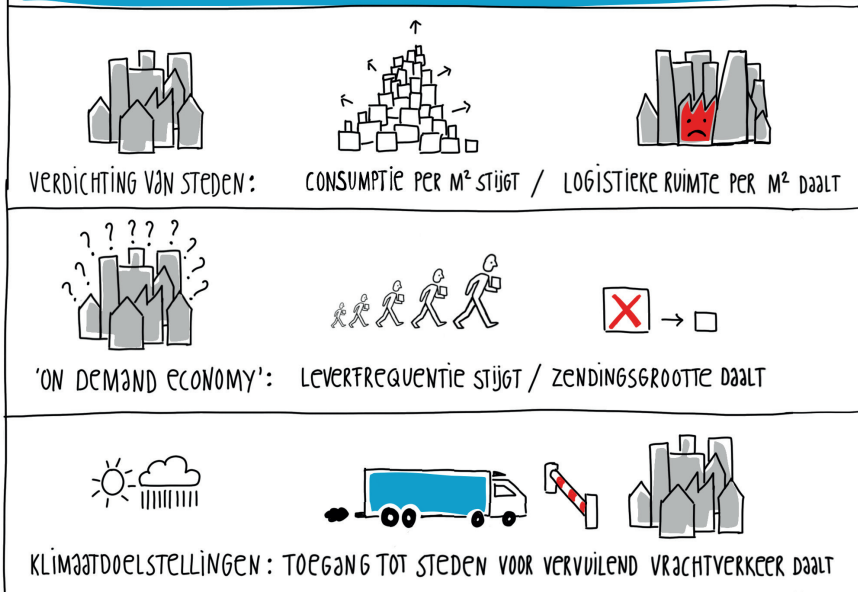 VERDICHTING VAN STEDEN: CONSUMPTIE PER M² STIJGT / LOGISTIEKE RUIMTE PER M² DAALT
? ? ? ? ? ? ? ? ? ?
'ON DEMAND ECONOMY': LEVERFREQUENTIE STIJGT / ZENDINGSGROOTTE DAALT
KLIMAATDOELSTELLINGEN: TOEGANG TOT STEDEN VOOR VERVUILEND VRACHTVERKEER DAALT